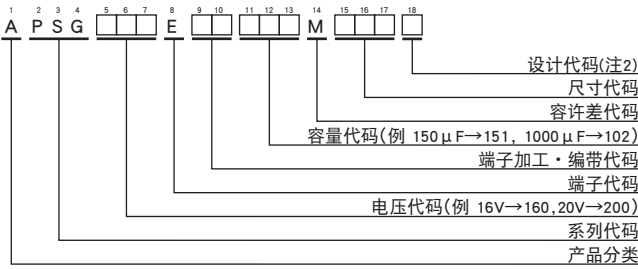 1 2 3 4 5 6 7 8 9 10 11 12 13 14 15 16 17 18
A P S G E M
设计代码(注2)
尺寸代码
容许差代码
容量代码(例 150μF→151, 1000μF→102)
端子加工・编带代码
端子代码
电压代码(例 16V→160,20V→200)
系列代码
产品分类